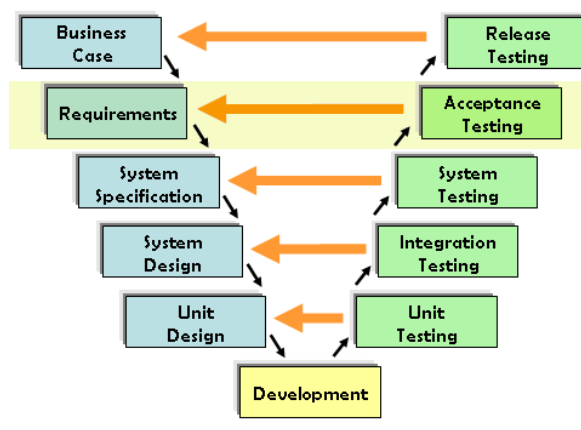 Business
Case
Release
Testing
Requirements
Acceptance
Testing
System
Specification
System
Testing
System
Design
Integration
Testing
Unit
Design
Unit
Testing
Development